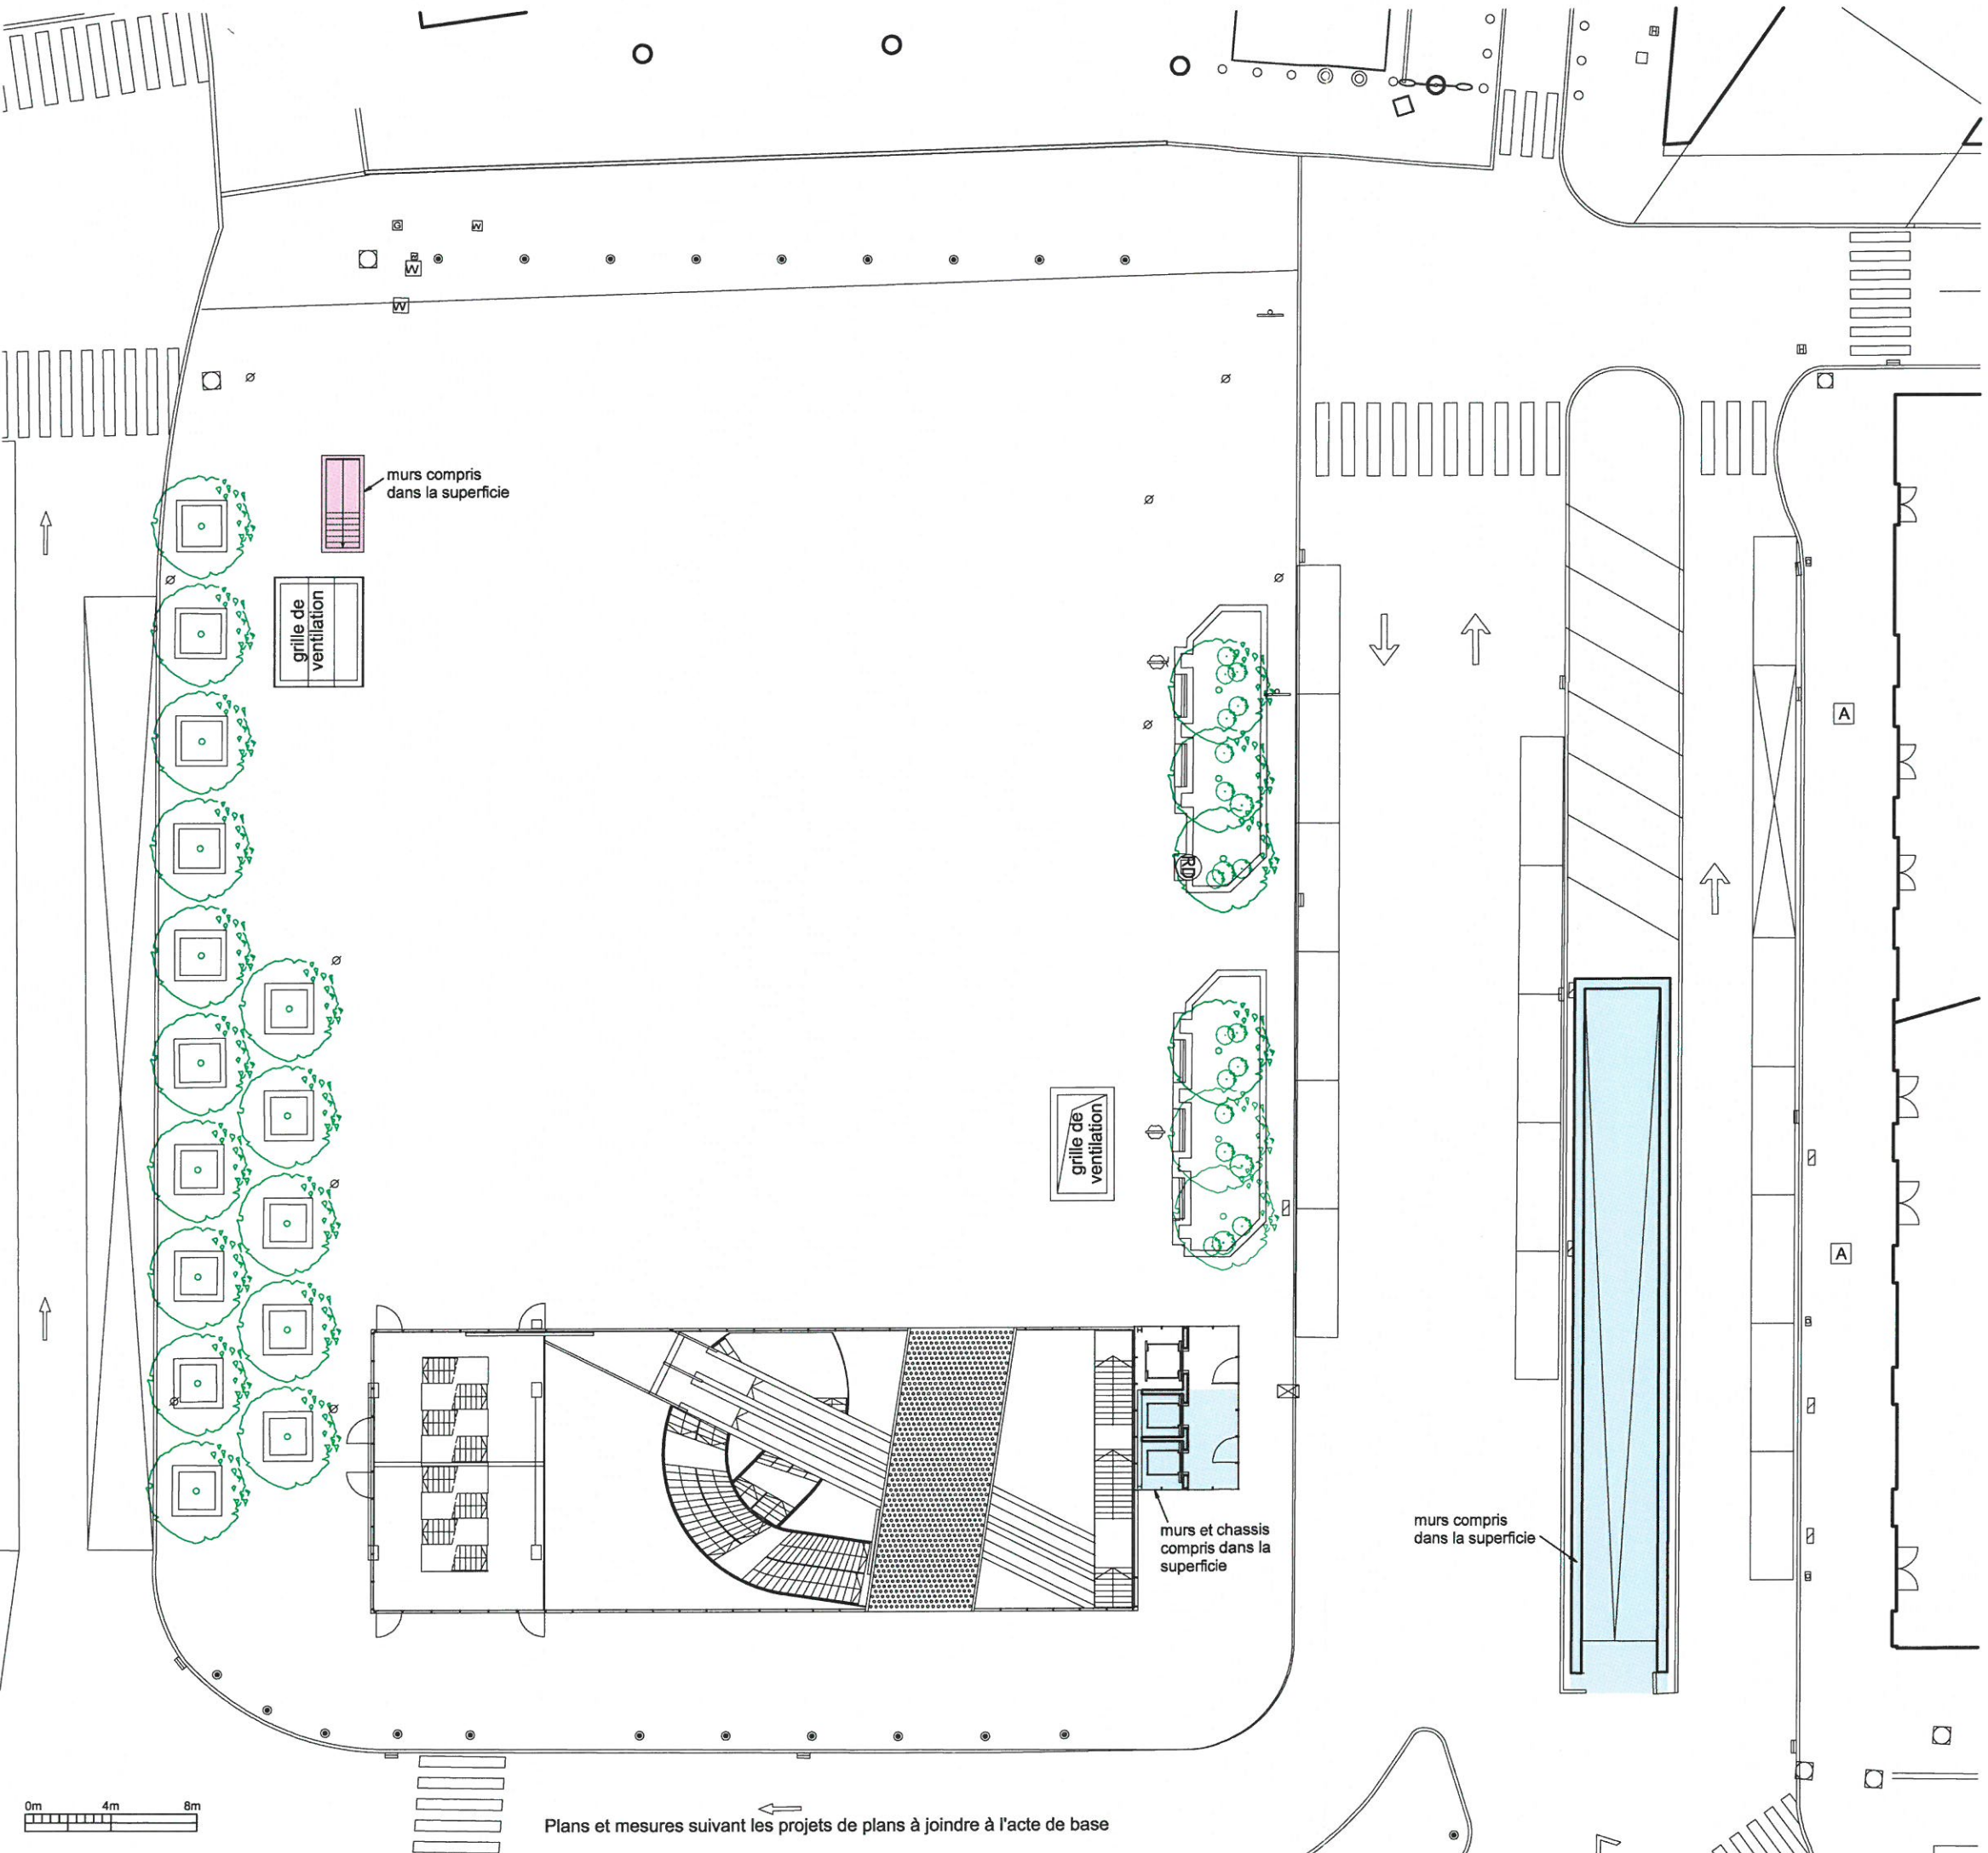 G
W
W
W
H
H
murs compris
dans la superficie
grille de
ventilation
A
RD
grille de
ventilation
A
H
murs et chassis
compris dans la
superficie
murs compris
dans la superficie
0m 4m 8m
Plans et mesures suivant les projets de plans à joindre à l'acte de base